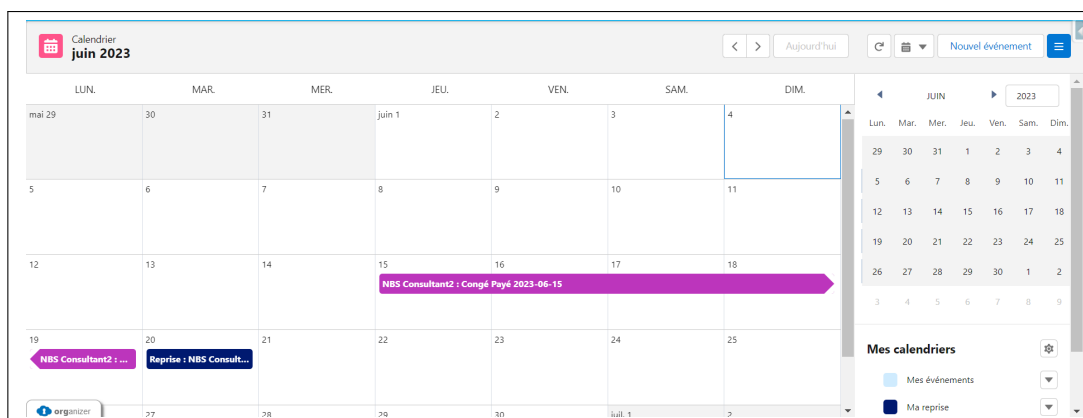 Calendrier
juin 2023
Aujourd'hui
Nouvel événement
LUN. MAR. MER. JEU. VEN. SAM. DIM.
mai 29 30 31 juin 1 2 3 4
5 6 7 8 9 10 11
12 13 14 15 16 17 18
NBS Consultant2 : Congé Payé 2023-06-15
19 20 21 22 23 24 25
NBS Consultant2 : ... Reprise : NBS Consult...
27 28 29 30 juil. 1 2
organizer
JUIN 2023
Lun. Mar. Mer. Jeu. Ven. Sam. Dim.
29 30 31 1 2 3 4
5 6 7 8 9 10 11
12 13 14 15 16 17 18
19 20 21 22 23 24 25
26 27 28 29 30 1 2
3 4 5 6 7 8 9
Mes calendriers
Mes événements
Ma reprise